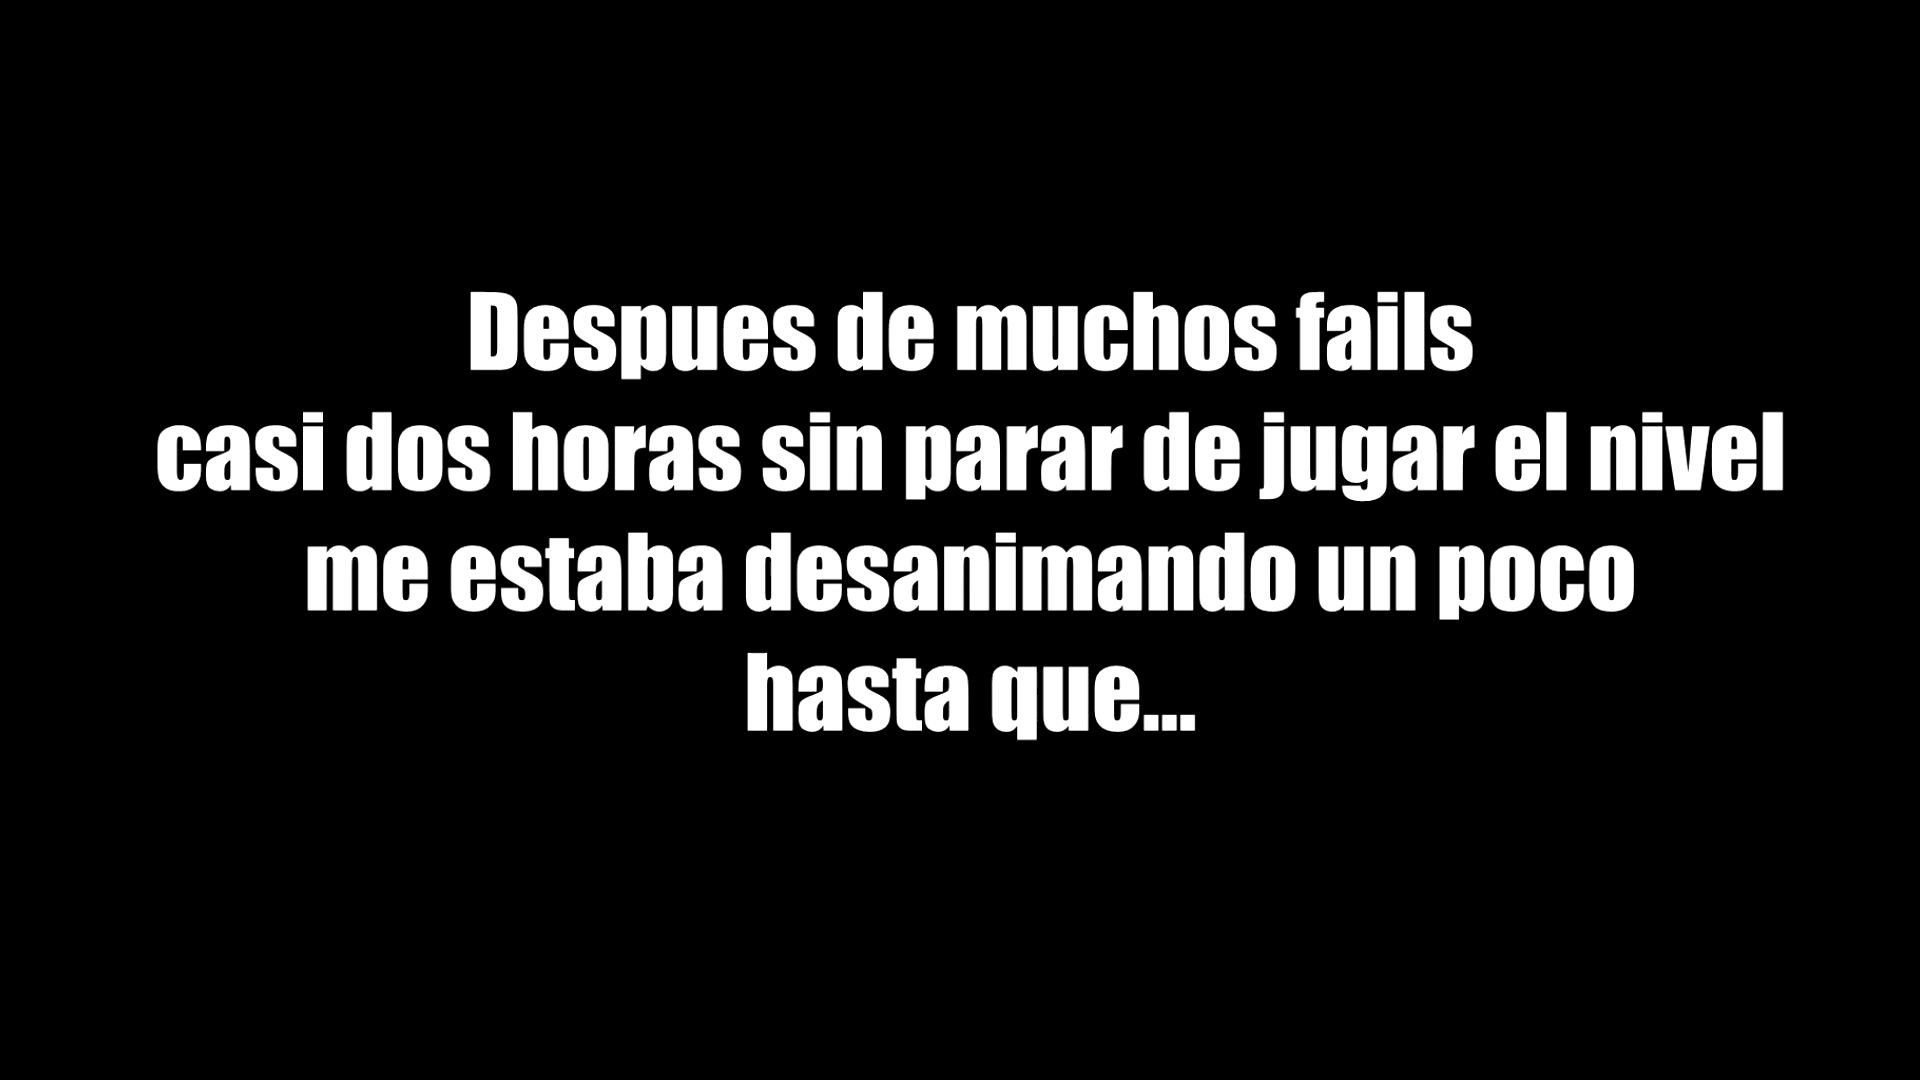 Despues de muchos fails
casi dos horas sin parar de jugar el nivel
me estaba desanimando un poco
hasta que...